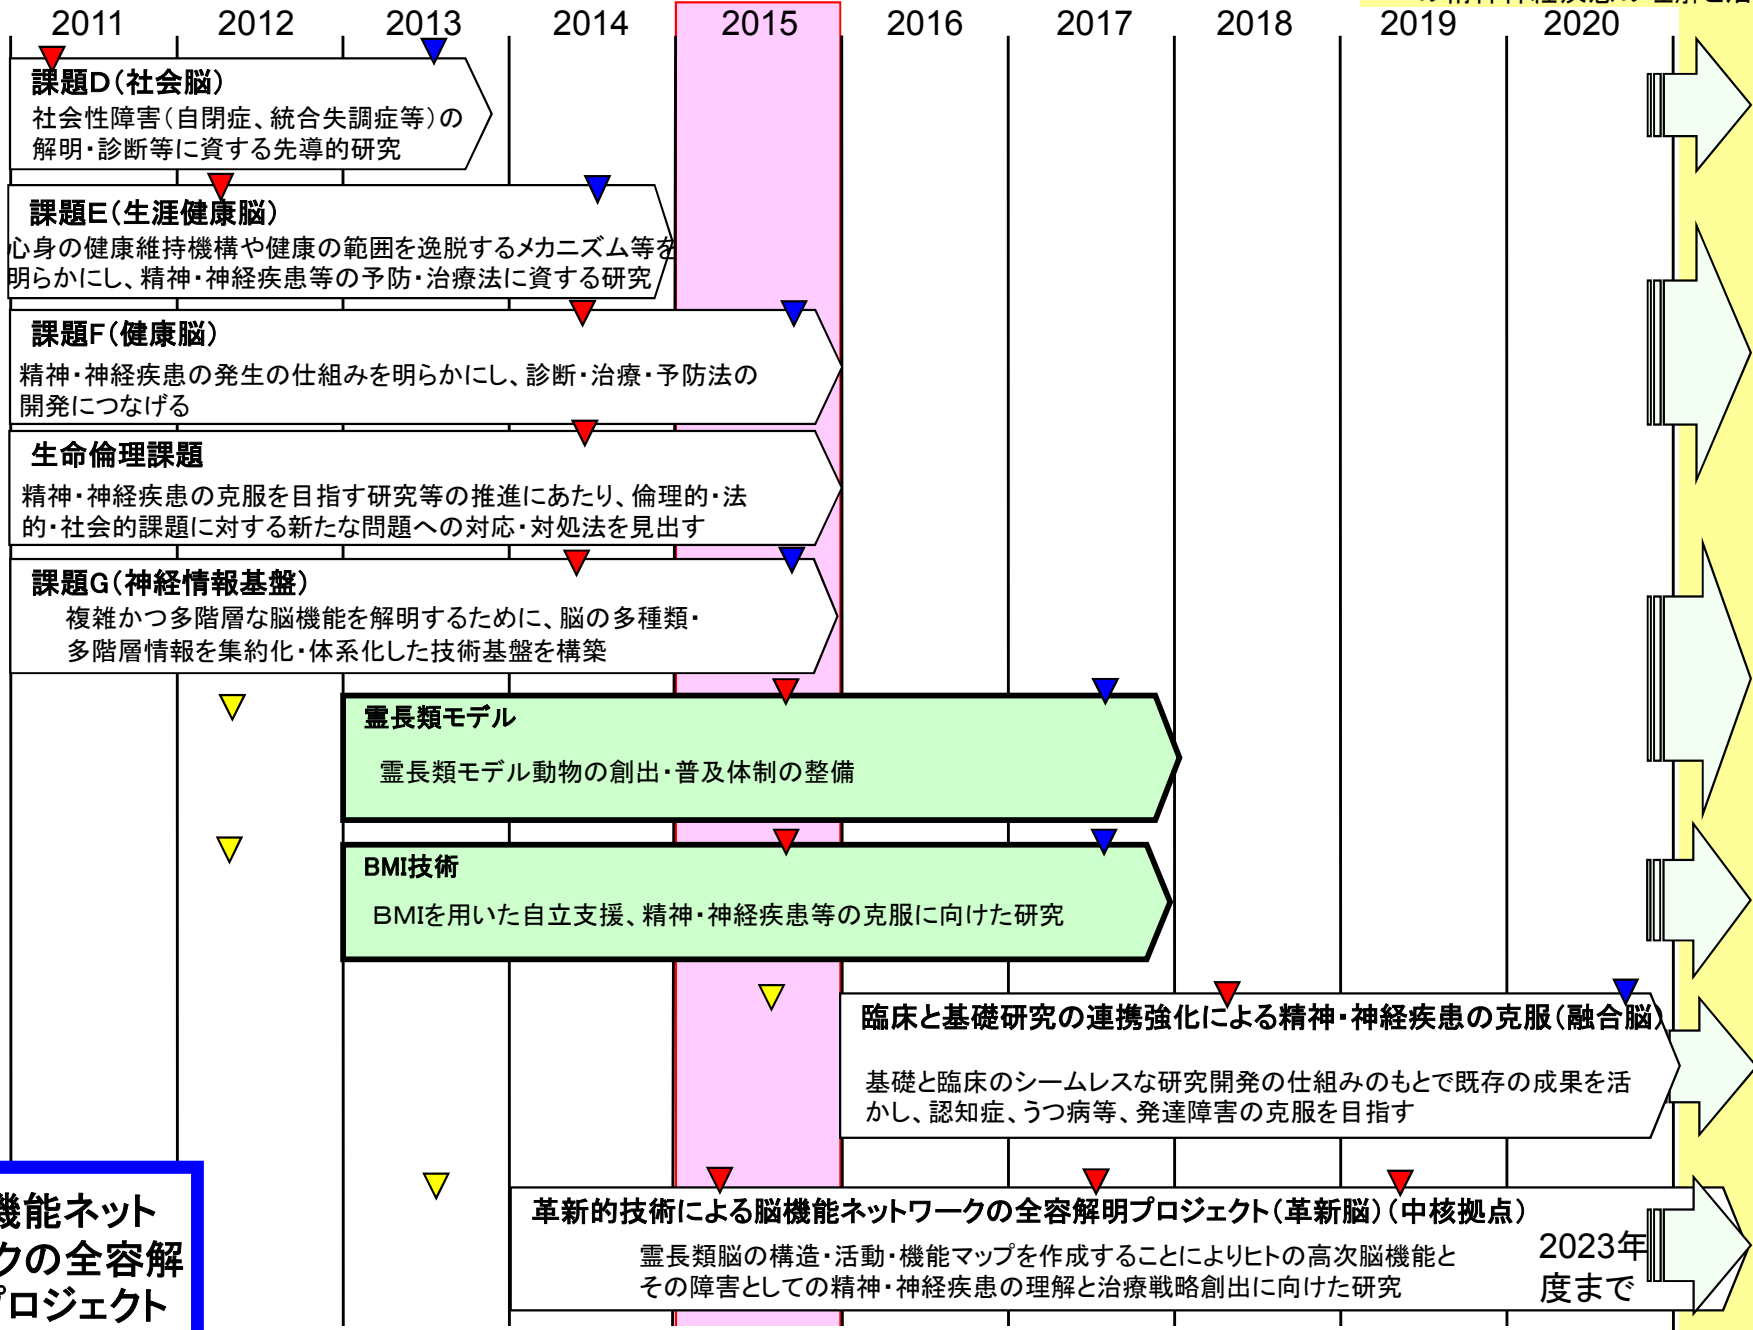 2011 2012 2013 2014 2015 2016 2017 2018 2019 2020
課題D(社会脳)
社会性障害(自閉症、統合失調症等)の
解明・診断等に資する先導的研究
課題E(生涯健康脳)
心身の健康維持機構や健康の範囲を逸脱するメカニズム等を
明らかにし、精神・神経疾患等の予防・治療法に資する研究
課題F(健康脳)
精神・神経疾患の発生の仕組みを明らかにし、診断・治療・予防法の
開発につなげる
生命倫理課題
精神・神経疾患の克服を目指す研究等の推進にあたり、倫理的・法
的・社会的課題に対する新たな問題への対応・対処法を見出す
課題G(神経情報基盤)
複雑かつ多階層な脳機能を解明するために、脳の多種類・
多階層情報を集約化・体系化した技術基盤を構築
霊長類モデル
霊長類モデル動物の創出・普及体制の整備
BMI技術
BMIを用いた自立支援、精神・神経疾患等の克服に向けた研究
臨床と基礎研究の連携強化による精神・神経疾患の克服(融合脳)
基礎と臨床のシームレスな研究開発の仕組みのもとで既存の成果を活
かし、認知症、うつ病等、発達障害の克服を目指す
革新的技術による脳機能ネットワークの全容解明プロジェクト(革新脳)(中核拠点)
霊長類脳の構造・活動・機能マップを作成することによりヒトの高次脳機能と
その障害としての精神・神経疾患の理解と治療戦略創出に向けた研究
2023年
度まで
機能ネット
クの全容解
プロジェクト